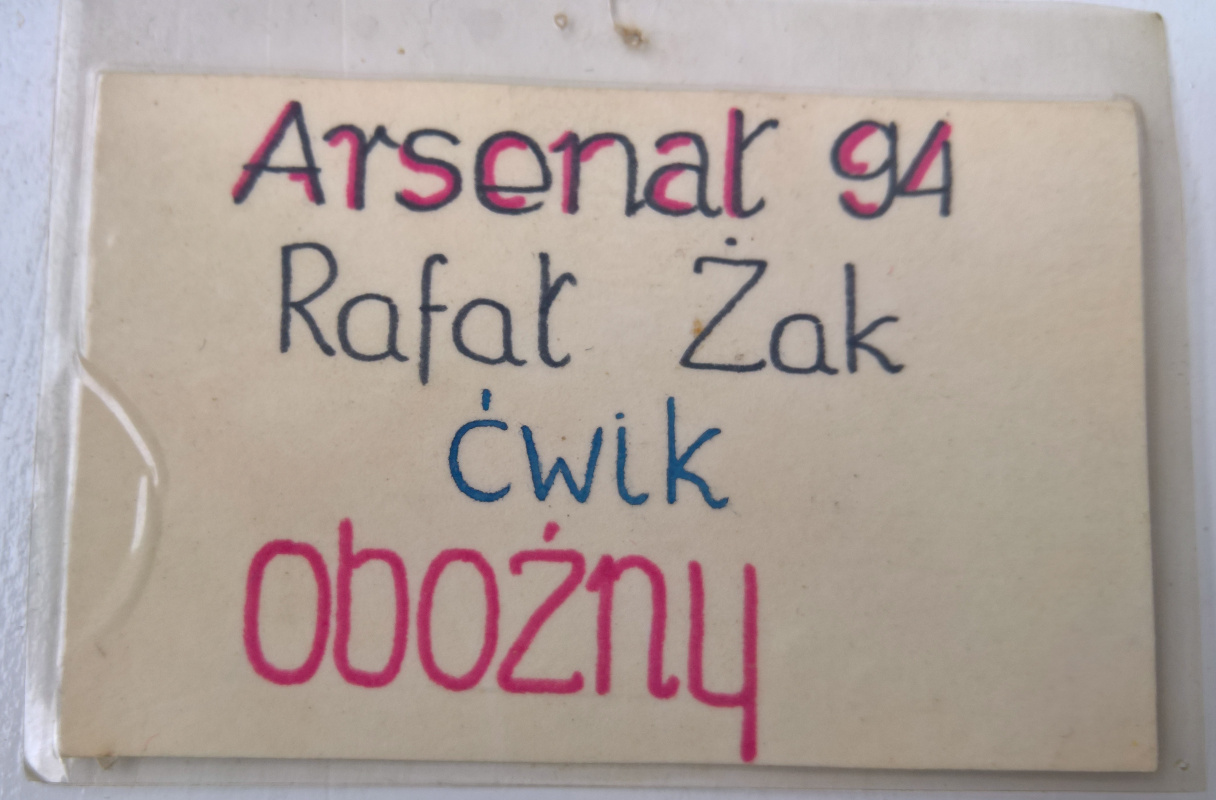 Arsenał 94
Rafał Żak
ćwik
oboźny